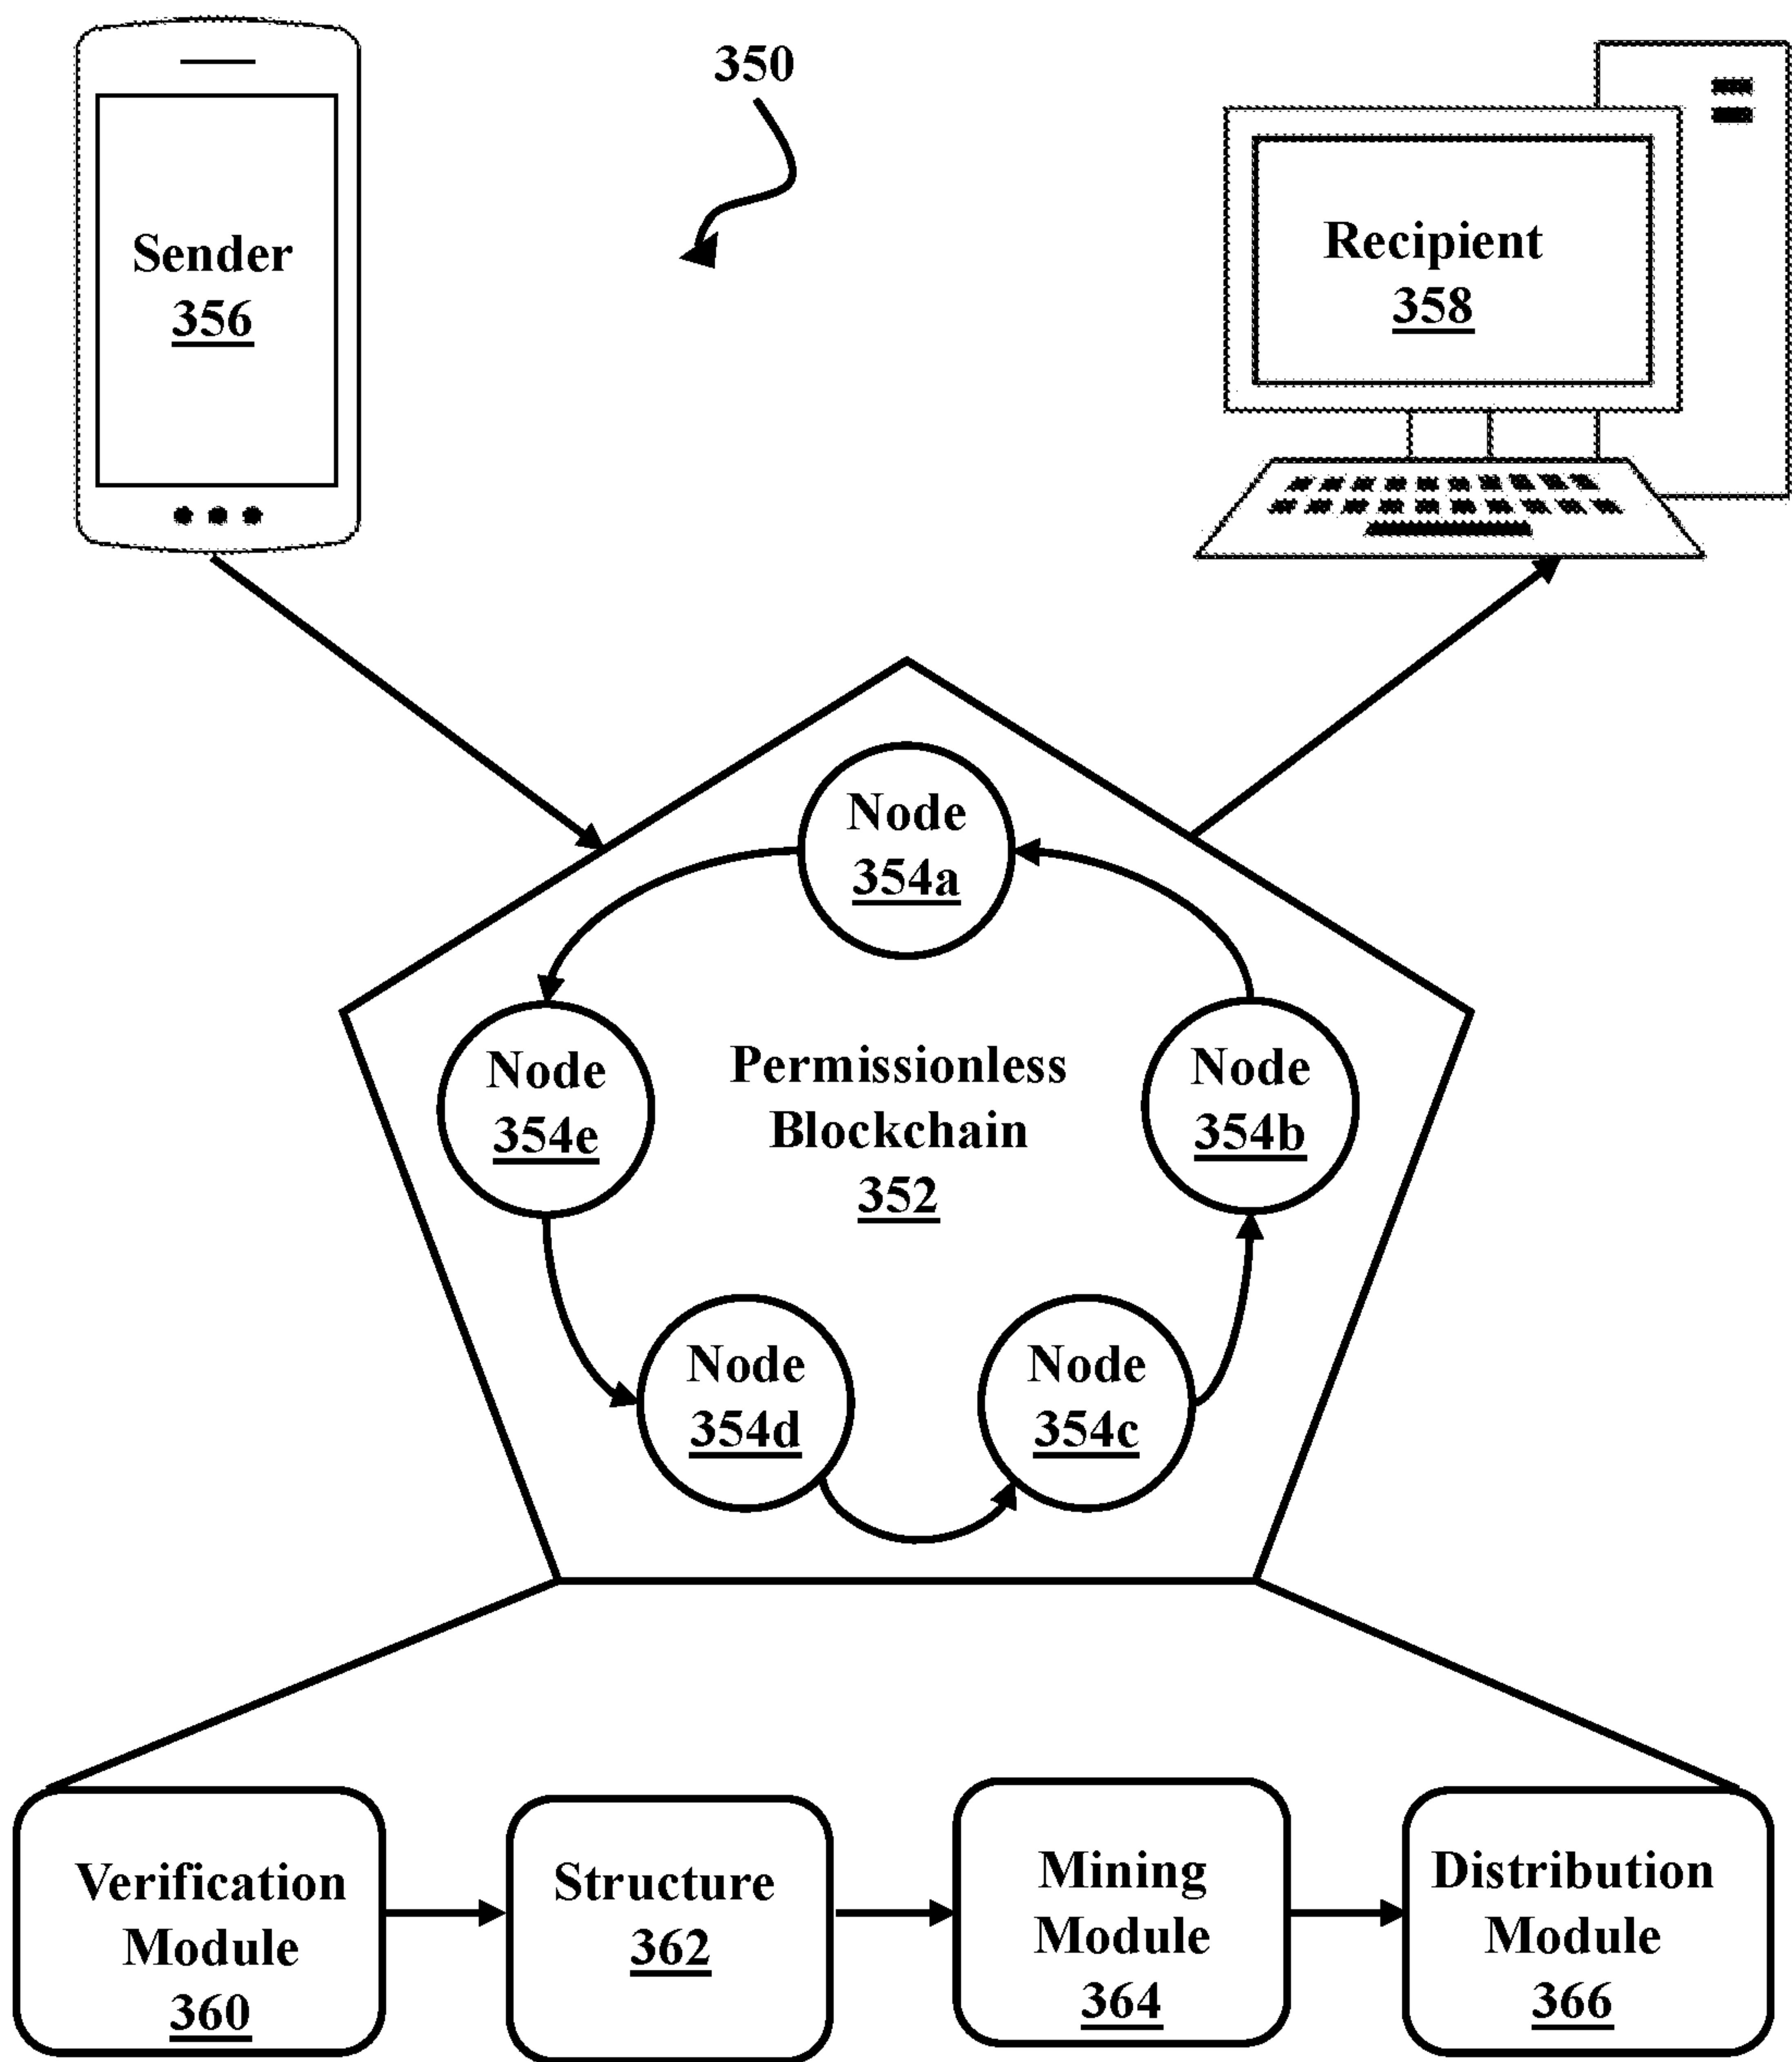 350
Sender
356
Recipient
358
Node
354a
Node
354e
Permissionless
Blockchain
352
Node
354b
Node
354d
Node
354c
Verification
Module
360
Structure
362
Mining
Module
364
Distribution
Module
366